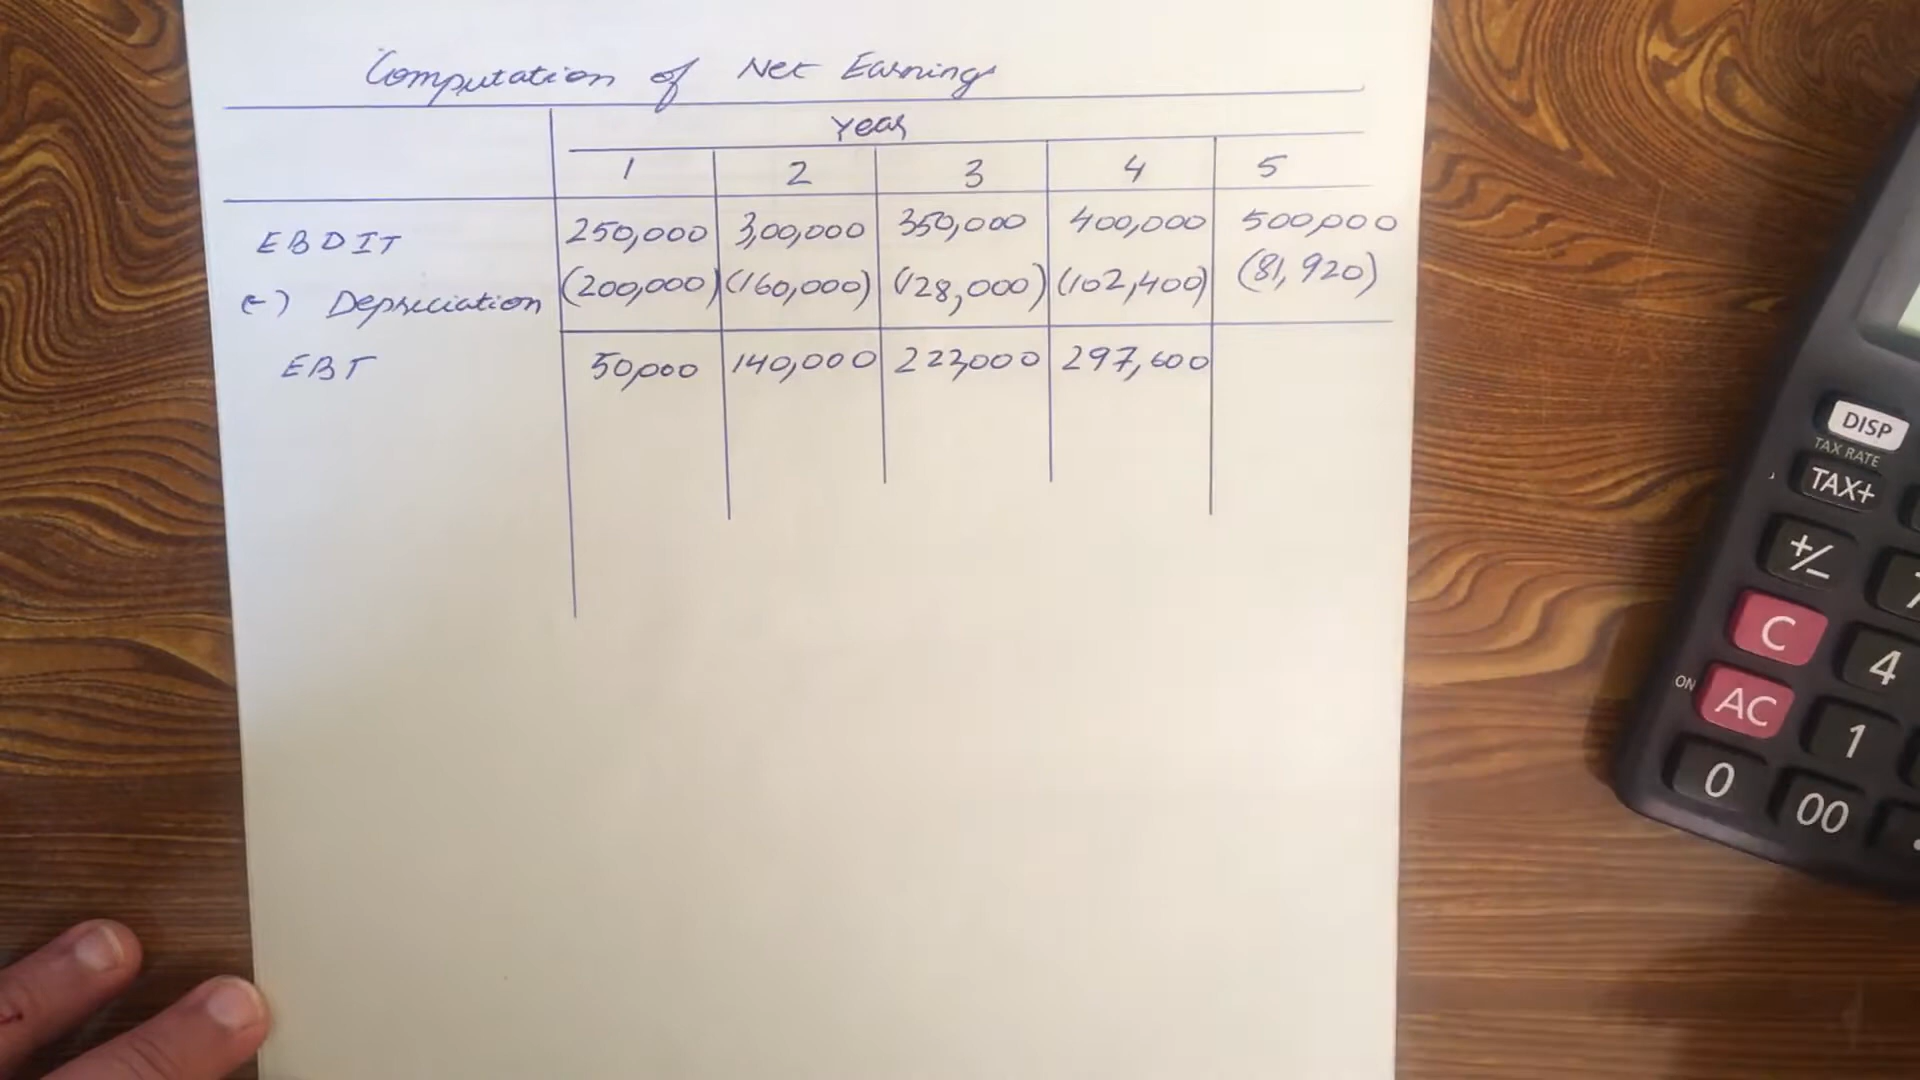 Computation of Net Earnings
Year
1 2 3 4 5
EBDIT 250,000 3,00,000 350,000 400,000 500,000
(-) Depreciation (200,000) (160,000) (128,000) (102,400) (81,920)
EBT 50,000 140,000 222,000 297,600
DISP
TAX RATE
TAX+
+/-
7
C
4
ON AC
1
0
00